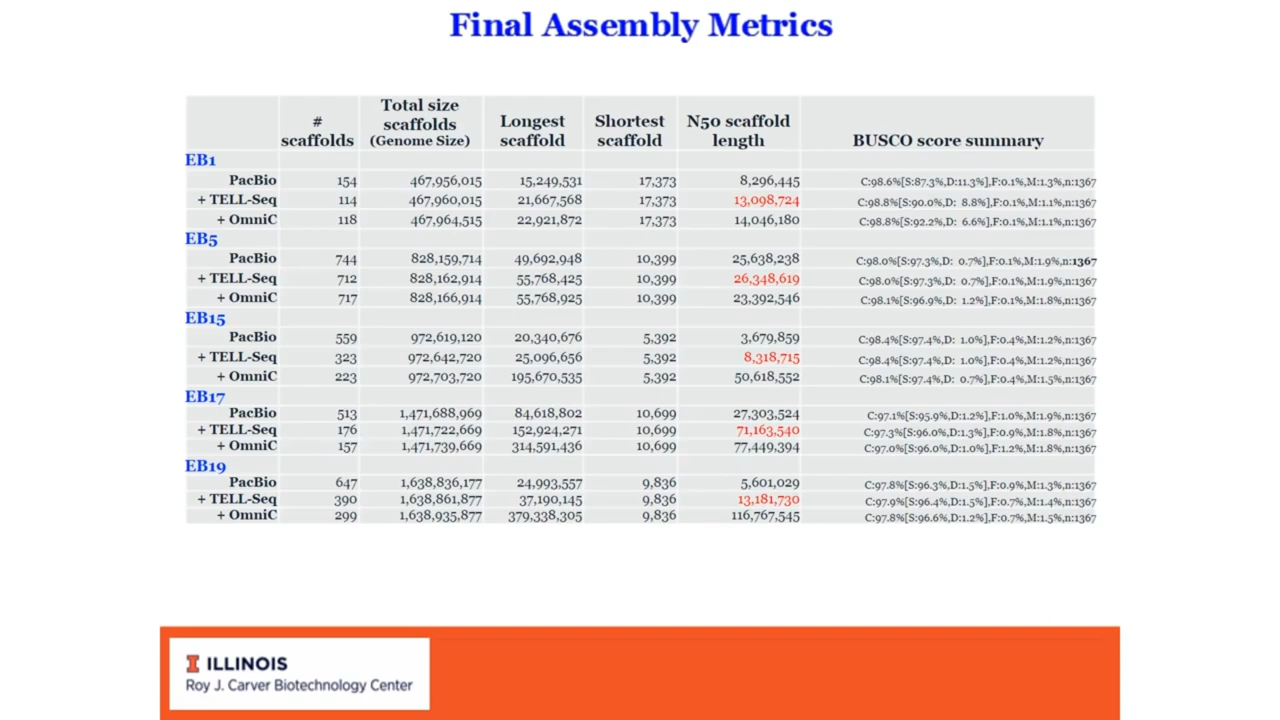 Final Assembly Metrics
# scaffolds Total size scaffolds (Genome Size) Longest scaffold Shortest scaffold N50 scaffold length BUSCO score summary
EB1
PacBio 154 467,956,015 15,249,531 17,373 8,296,445 C:98.6%[S:87.3%,D:11.3%],F:0.1%,M:1.3%,n:1367
+ TELL-Seq 114 467,960,015 21,667,568 17,373 13,098,724 C:98.8%[S:90.0%,D: 8.8%],F:0.1%,M:1.1%,n:1367
+ OmniC 118 467,964,515 22,921,872 17,373 14,046,180 C:98.8%[S:92.2%,D: 6.6%],F:0.1%,M:1.1%,n:1367
EB5
PacBio 744 828,159,714 49,692,948 10,399 25,638,238 C:98.0%[S:97.3%,D: 0.7%],F:0.1%,M:1.9%,n:1367
+ TELL-Seq 712 828,162,914 55,768,425 10,399 26,348,619 C:98.0%[S:97.3%,D: 0.7%],F:0.1%,M:1.9%,n:1367
+ OmniC 717 828,166,914 55,768,925 10,399 23,392,546 C:98.1%[S:96.9%,D: 1.2%],F:0.1%,M:1.8%,n:1367
EB15
PacBio 559 972,619,120 20,340,676 5,392 3,679,859 C:98.4%[S:97.4%,D: 1.0%],F:0.4%,M:1.2%,n:1367
+ TELL-Seq 323 972,642,720 25,096,656 5,392 8,318,715 C:98.4%[S:97.4%,D: 1.0%],F:0.4%,M:1.2%,n:1367
+ OmniC 223 972,703,720 195,670,535 5,392 50,618,552 C:98.1%[S:97.4%,D: 0.7%],F:0.4%,M:1.5%,n:1367
EB17
PacBio 513 1,471,688,969 84,618,802 10,699 27,303,524 C:97.1%[S:95.9%,D:1.2%],F:1.0%,M:1.9%,n:1367
+ TELL-Seq 176 1,471,722,669 152,924,271 10,699 71,163,540 C:97.3%[S:96.0%,D:1.3%],F:0.9%,M:1.8%,n:1367
+ OmniC 157 1,471,739,669 314,591,436 10,699 77,449,394 C:97.0%[S:96.0%,D:1.0%],F:1.2%,M:1.8%,n:1367
EB19
PacBio 647 1,638,836,177 24,993,557 9,836 5,601,029 C:97.8%[S:96.3%,D:1.5%],F:0.9%,M:1.3%,n:1367
+ TELL-Seq 390 1,638,861,877 37,190,145 9,836 13,181,730 C:97.9%[S:96.4%,D:1.5%],F:0.7%,M:1.4%,n:1367
+ OmniC 299 1,638,935,877 379,338,305 9,836 116,767,545 C:97.8%[S:96.6%,D:1.2%],F:0.7%,M:1.5%,n:1367
I ILLINOIS
Roy J. Carver Biotechnology Center